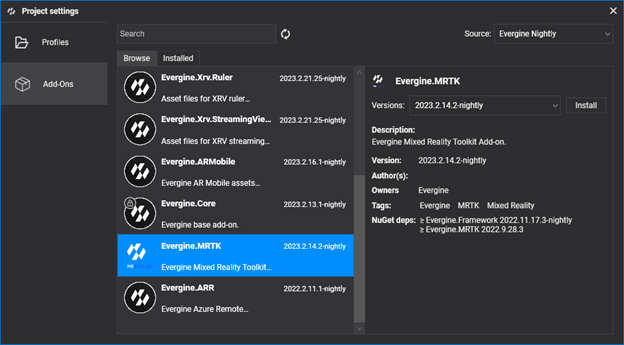 Project settings
Profiles
Add-Ons
Search
Source: Evergine Nightly
Browse Installed
Evergine.Xrv.Ruler 2023.2.21.25-nightly
Asset files for XRV ruler...
Evergine.Xrv.StreamingVie... 2023.2.21.25-nightly
Asset files for XRV streaming...
Evergine.ARMobile 2023.2.16.1-nightly
Evergine AR Mobile assets...
Evergine.Core 2023.2.13.1-nightly
Evergine base add-on.
Evergine.MRTK 2023.2.14.2-nightly
Evergine Mixed Reality Toolkit...
Evergine.ARR 2022.2.11.1-nightly
Evergine Azure Remote...
Evergine.MRTK
Versions: 2023.2.14.2-nightly Install
Description:
Evergine Mixed Reality Toolkit Add-on.
Version: 2023.2.14.2-nightly
Author(s):
Owners Evergine
Tags: Evergine MRTK Mixed Reality
NuGet deps: ≥ Evergine.Framework 2022.11.17.3-nightly
≥ Evergine.MRTK 2022.9.28.3